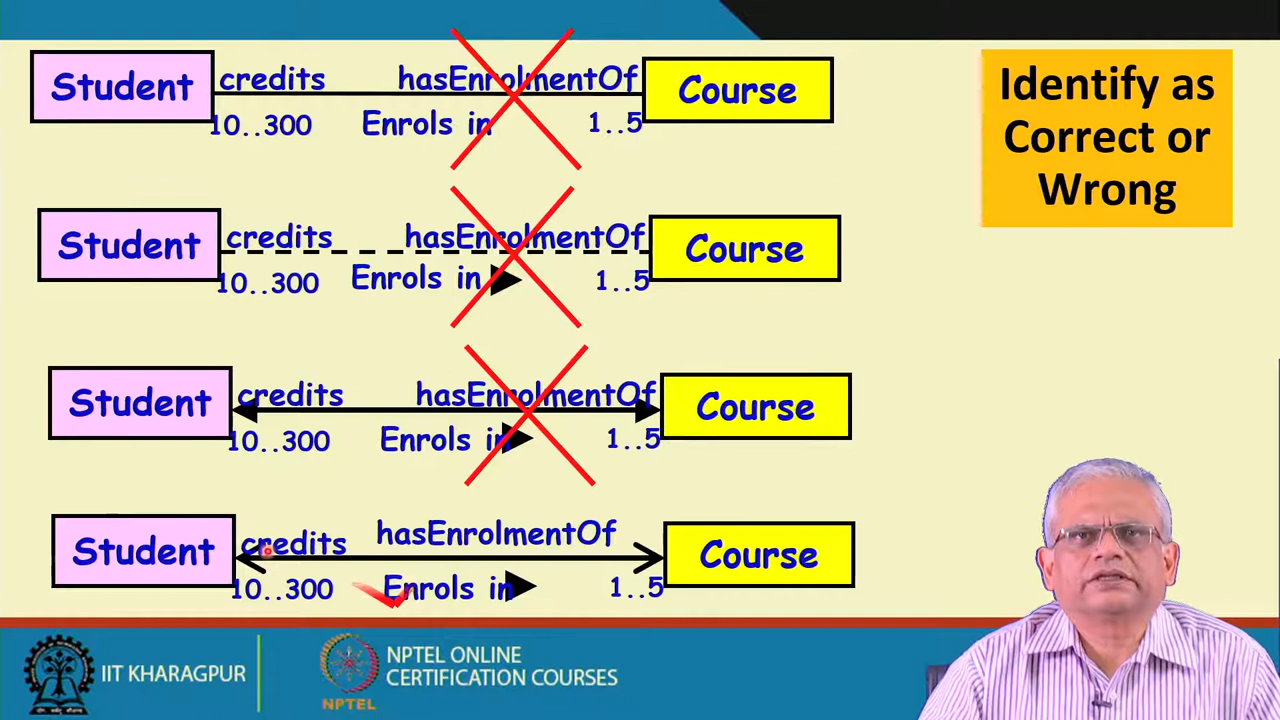 Student credits hasEnrolmentOf Course
10..300 Enrols in 1..5
Identify as
Correct or
Wrong
Student credits hasEnrolmentOf Course
10..300 Enrols in 1..5
Student credits hasEnrolmentOf Course
10..300 Enrols in 1..5
Student credits hasEnrolmentOf Course
10..300 Enrols in 1..5
IIT KHARAGPUR
NPTEL
NPTEL ONLINE
CERTIFICATION COURSES